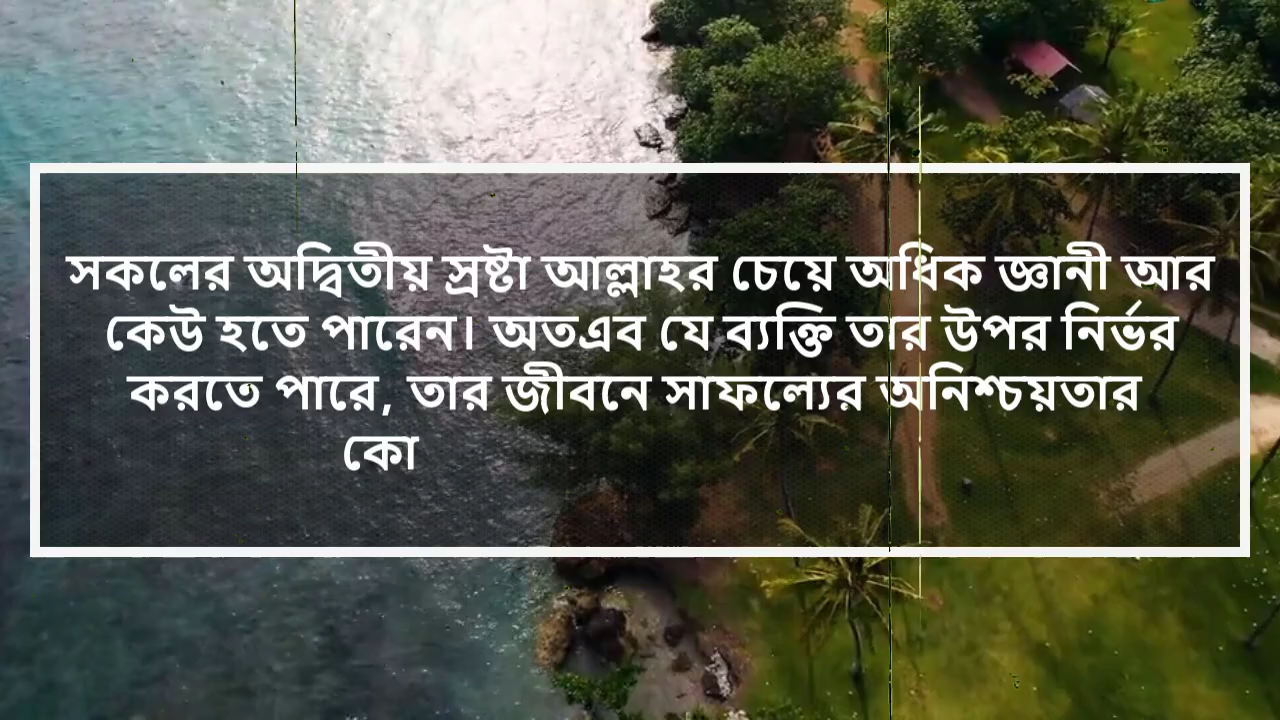 সকলের অদ্বিতীয় স্রষ্টা আল্লাহর চেয়ে অধিক জ্ঞানী আর
কেউ হতে পারেন। অতএব যে ব্যক্তি তার উপর নির্ভর
করতে পারে, তার জীবনে সাফল্যের অনিশ্চয়তার
কো